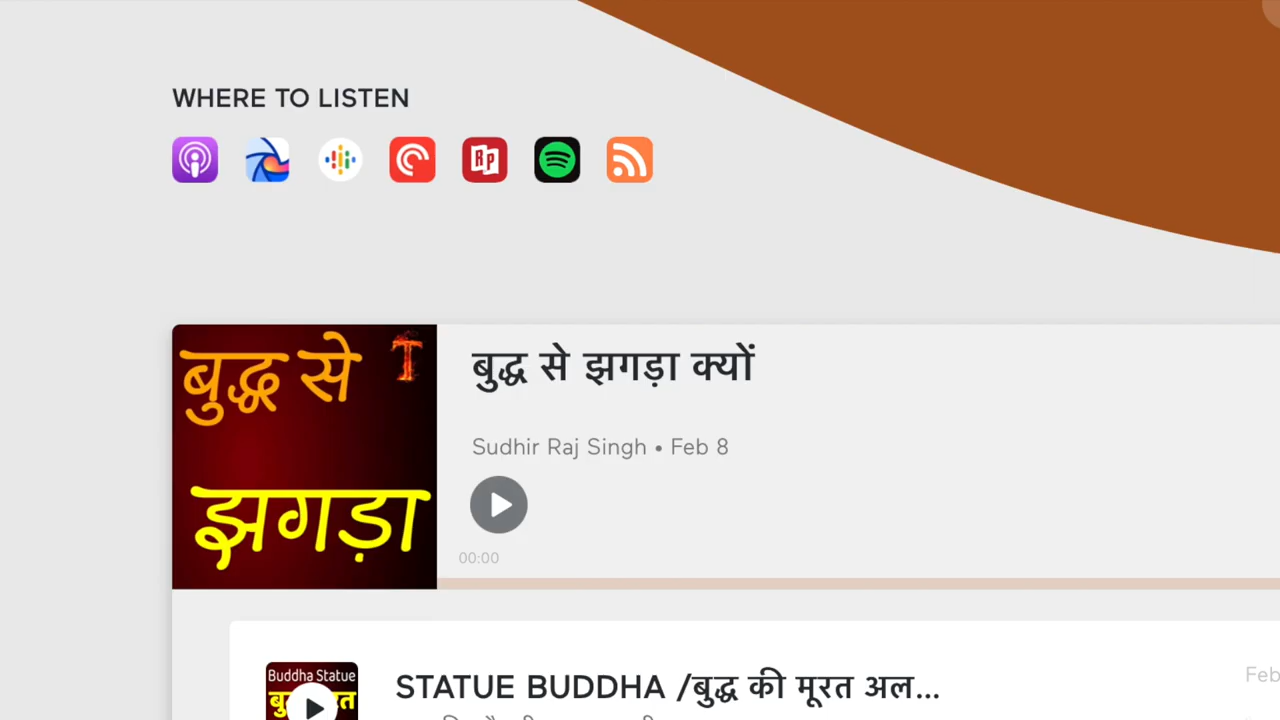 WHERE TO LISTEN
RP
बुद्ध से T
झगड़ा
बुद्ध से झगड़ा क्यों
Sudhir Raj Singh • Feb 8
00:00
Buddha Statue
STATUE BUDDHA /बुद्ध की मूरत अल...
Feb